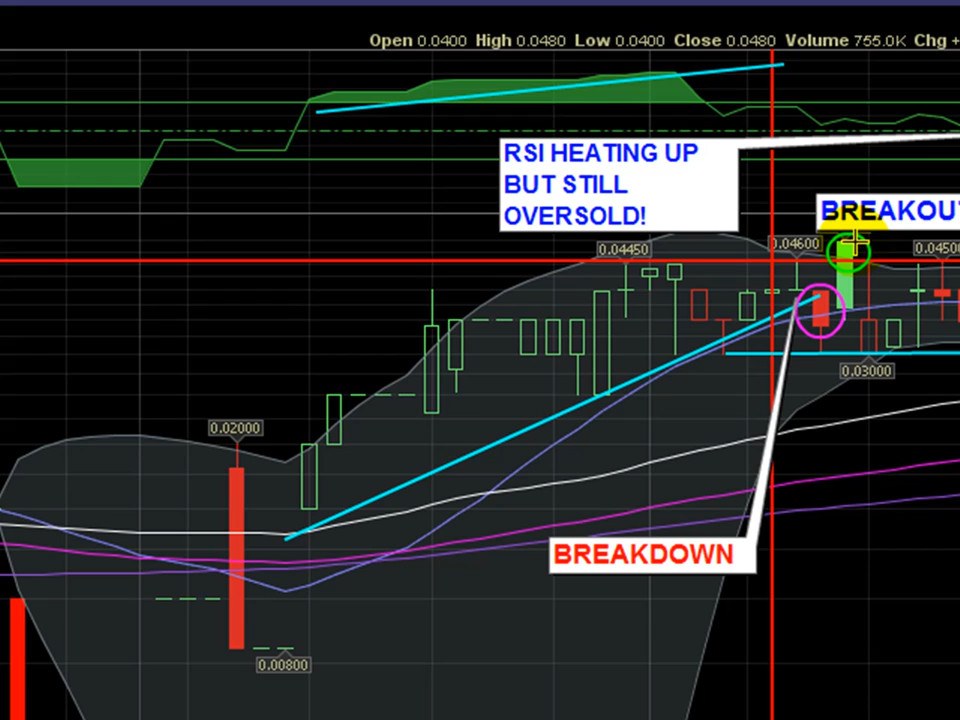 Open 0.0400 High 0.0480 Low 0.0400 Close 0.0480 Volume 755.0K Chg +
RSI HEATING UP
BUT STILL
OVERSOLD!
BREAKOU
0.04450
0.04600
0.0450
0.03000
0.02000
BREAKDOWN
0.00800